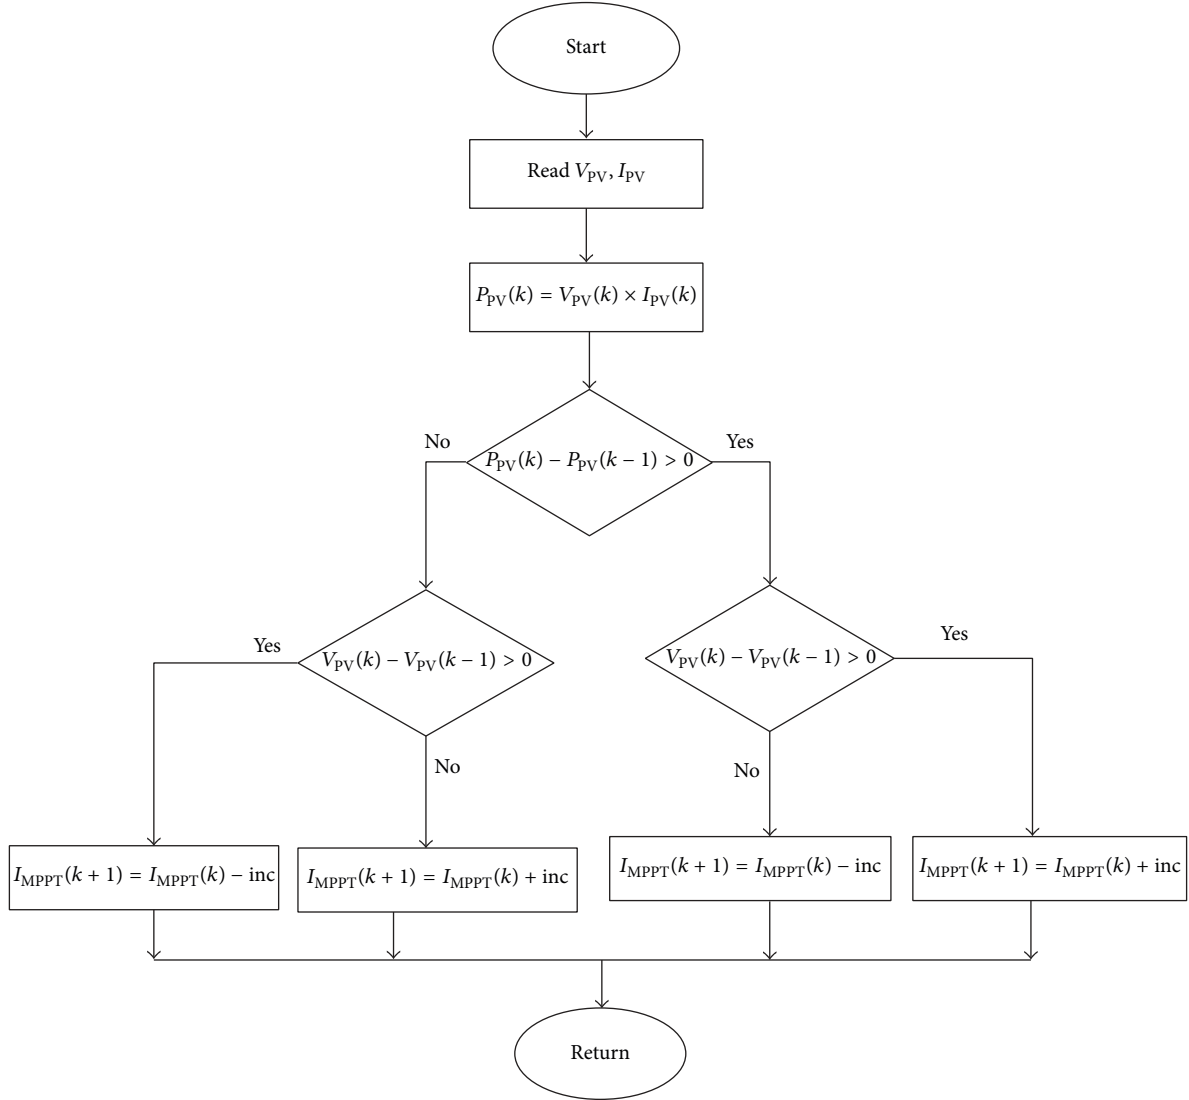 Start
Read V_PV, I_PV
P_PV(k) = V_PV(k) × I_PV(k)
No
Yes
P_PV(k) − P_PV(k − 1) > 0
Yes
V_PV(k) − V_PV(k − 1) > 0
V_PV(k) − V_PV(k − 1) > 0
Yes
No
No
I_MPPT(k + 1) = I_MPPT(k) − inc
I_MPPT(k + 1) = I_MPPT(k) + inc
I_MPPT(k + 1) = I_MPPT(k) − inc
I_MPPT(k + 1) = I_MPPT(k) + inc
Return